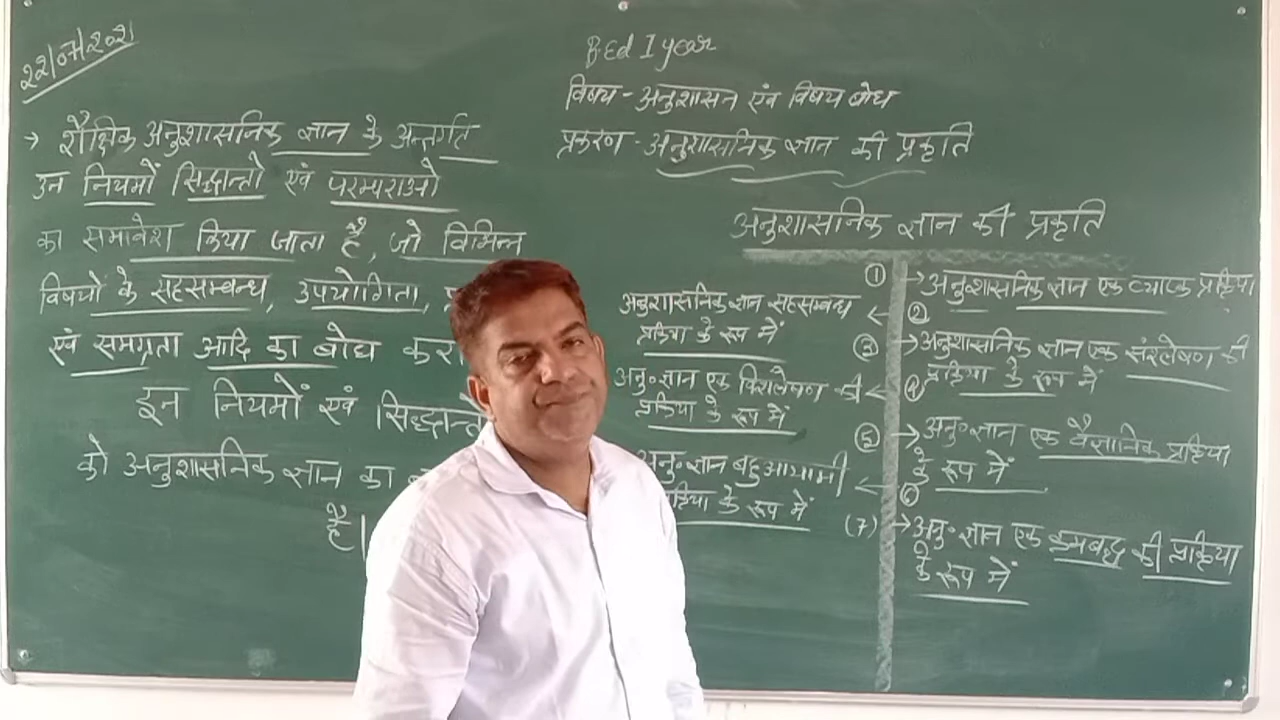 22/07/2021
B.Ed I year
विषय - अनुशासन एवं विषय बोध
प्रकरण - अनुशासनिक ज्ञान की प्रकृति
→ शैक्षिक अनुशासनिक ज्ञान के अन्तर्गत
उन नियमों सिद्धान्तो एवं परम्पराओ
का समावेश किया जाता है, जो विभिन्न
विषयों के सहसम्बन्ध, उपयोगिता,
एवं समग्रता आदि का बोध
इन नियमों एवं सिद्धान्तो
को अनुशासनिक ज्ञान का
है।
अनुशासनिक ज्ञान की प्रकृति
① → अनुशासनिक ज्ञान एक व्यापक प्रक्रिया
अनुशासनिक ज्ञान सहसम्बन्ध ← ②
प्रक्रिया के रूप में
③ → अनुशासनिक ज्ञान एक संश्लेषण की
प्रक्रिया के रूप में
अनु॰ ज्ञान एक विश्लेषण की ← ④
प्रक्रिया के रूप में
⑤ → अनु॰ ज्ञान एक वैज्ञानिक प्रक्रिया
के रूप में
अनु॰ ज्ञान बहुआयामी ← ⑥
प्रक्रिया के रूप में
(7) → अनु॰ ज्ञान एक क्रमबद्ध की प्रक्रिया
के रूप में